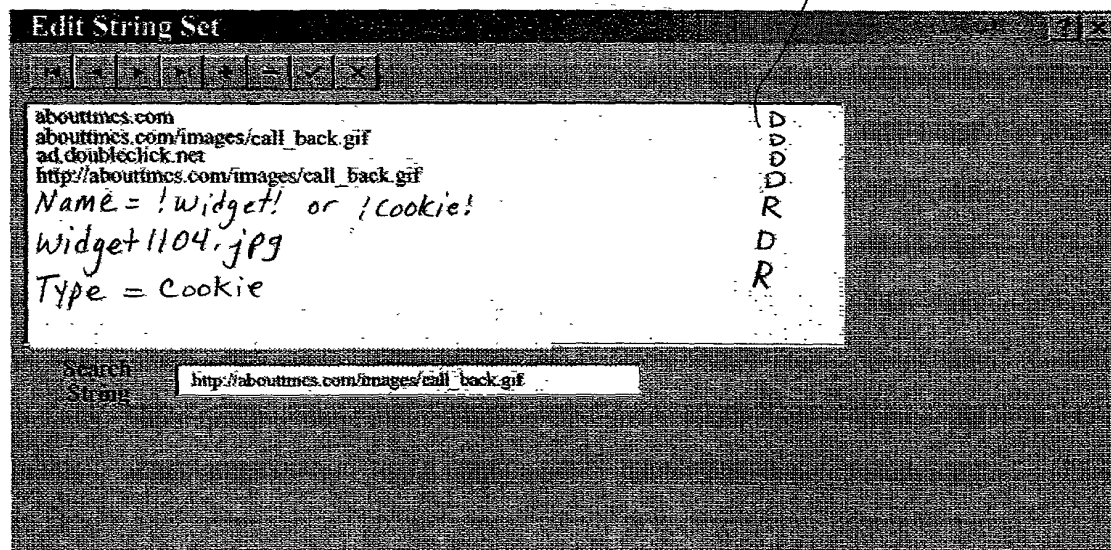 Edit String Set
? ×
abouttmcs.com D
abouttmcs.com/images/call_back.gif D
ad.doubleclick.net D
http://abouttmcs.com/images/call_back.gif D
Name = !widget! or !Cookie! R
widget1104.jpg D
Type = Cookie R
Search
String
http://abouttmcs.com/images/call_back.gif